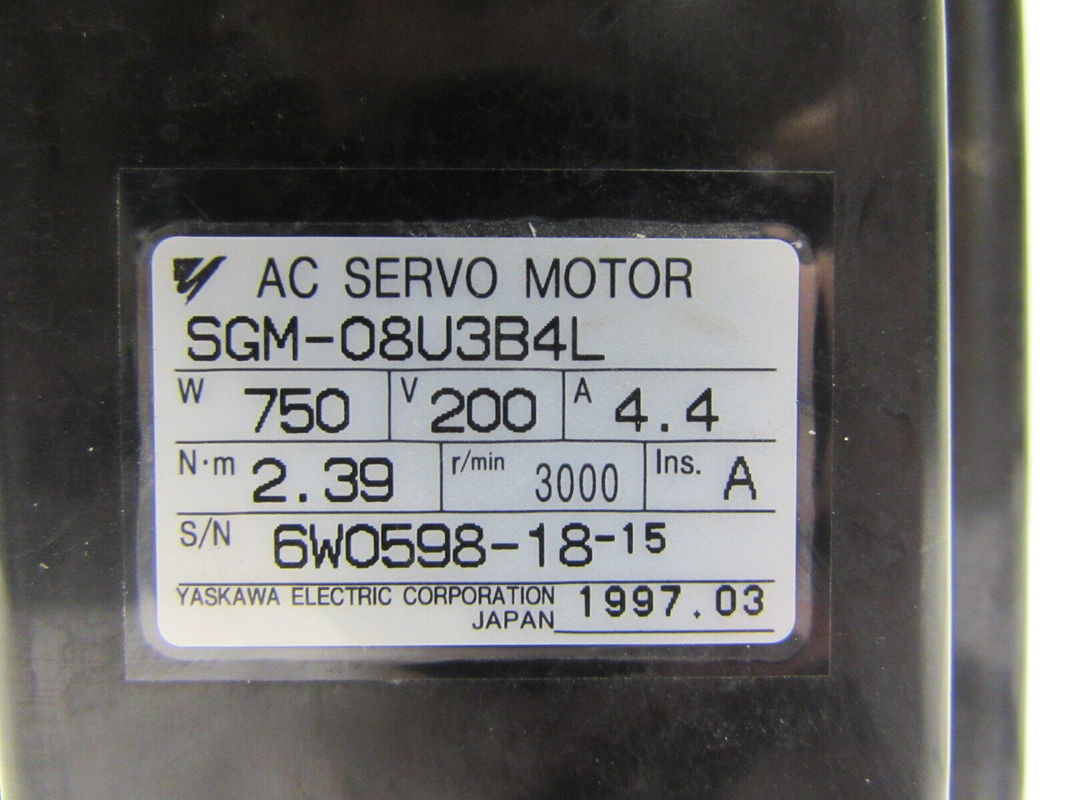 AC SERVO MOTOR
SGM-08U3B4L
W 750 V 200 A 4.4
N·m 2.39 r/min 3000 Ins. A
S/N 6W0598-18-15
YASKAWA ELECTRIC CORPORATION 1997.03
JAPAN